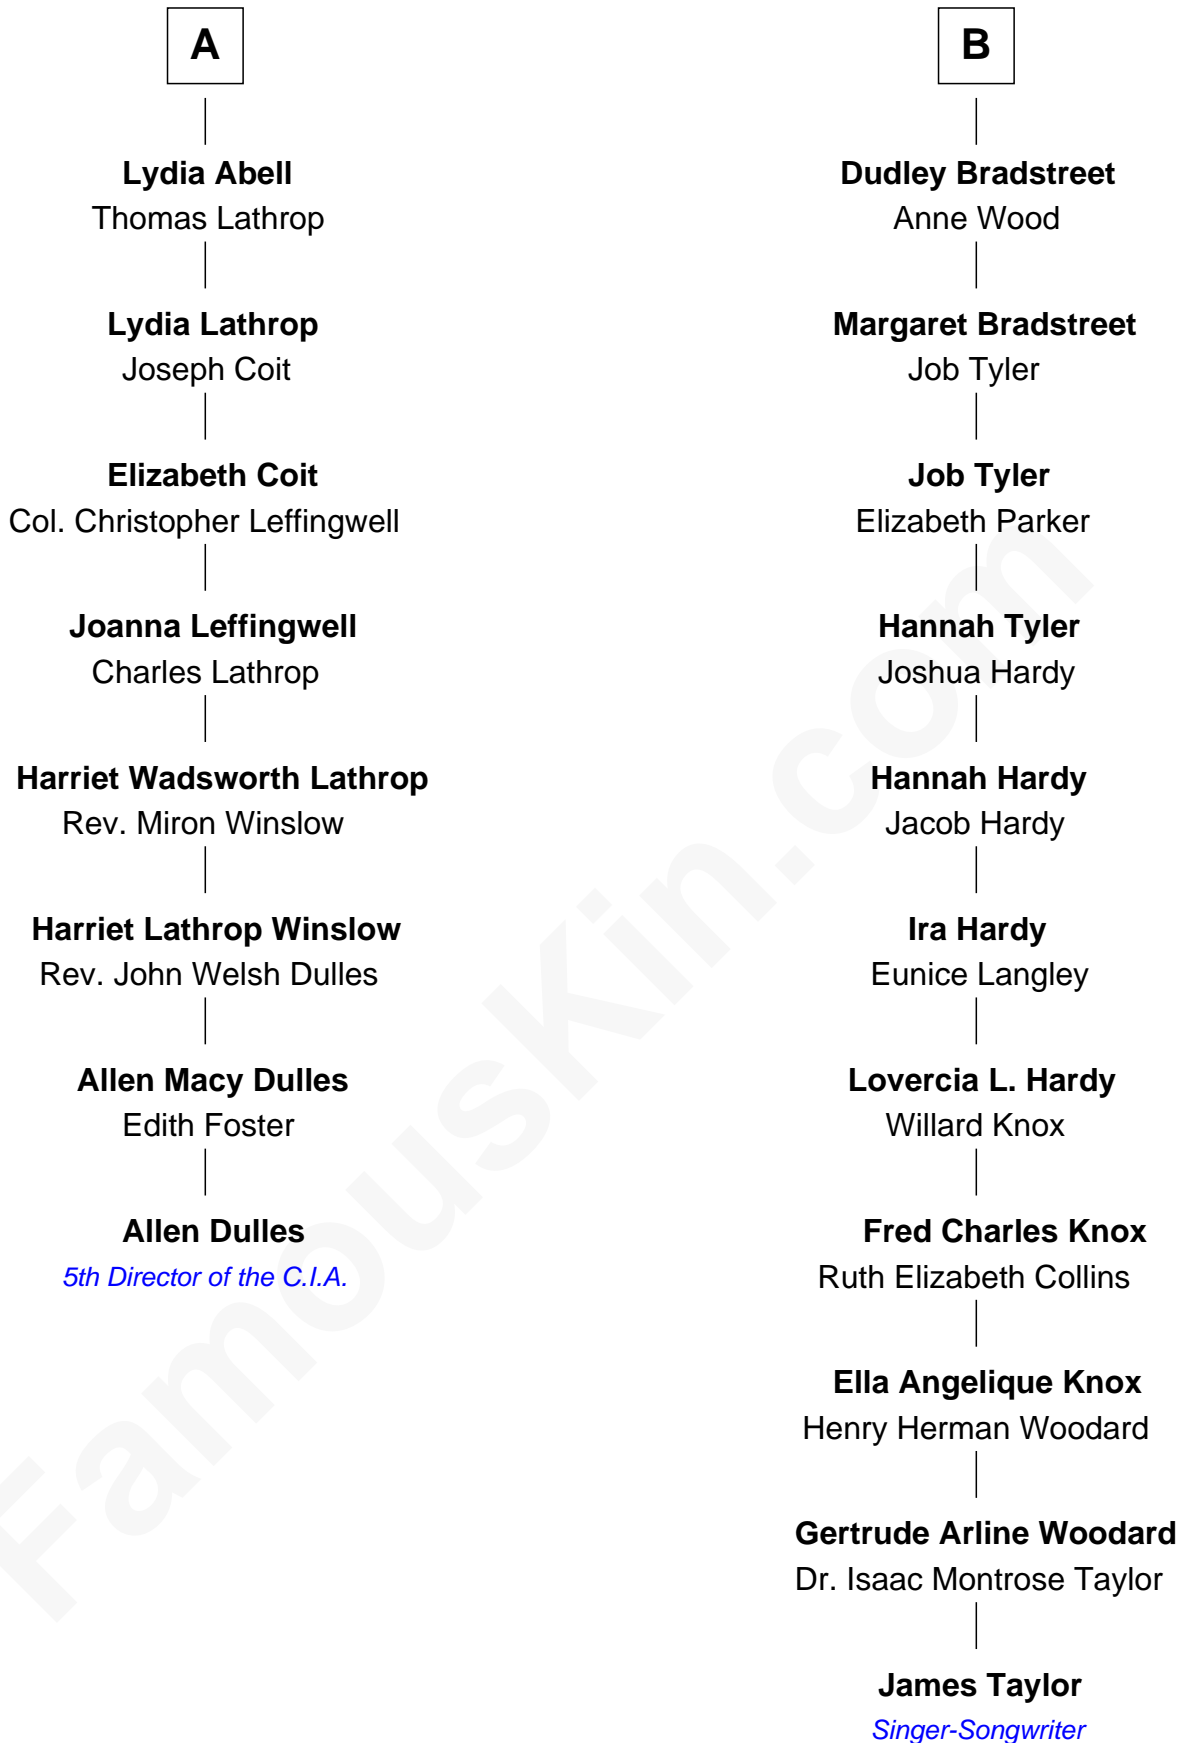 A
Lydia Abell
Thomas Lathrop
Lydia Lathrop
Joseph Coit
Elizabeth Coit
Col. Christopher Leffingwell
Joanna Leffingwell
Charles Lathrop
Harriet Wadsworth Lathrop
Rev. Miron Winslow
Harriet Lathrop Winslow
Rev. John Welsh Dulles
Allen Macy Dulles
Edith Foster
Allen Dulles
5th Director of the C.I.A.
B
Dudley Bradstreet
Anne Wood
Margaret Bradstreet
Job Tyler
Job Tyler
Elizabeth Parker
Hannah Tyler
Joshua Hardy
Hannah Hardy
Jacob Hardy
Ira Hardy
Eunice Langley
Lovercia L. Hardy
Willard Knox
Fred Charles Knox
Ruth Elizabeth Collins
Ella Angelique Knox
Henry Herman Woodard
Gertrude Arline Woodard
Dr. Isaac Montrose Taylor
James Taylor
Singer-Songwriter
FamousKin.com